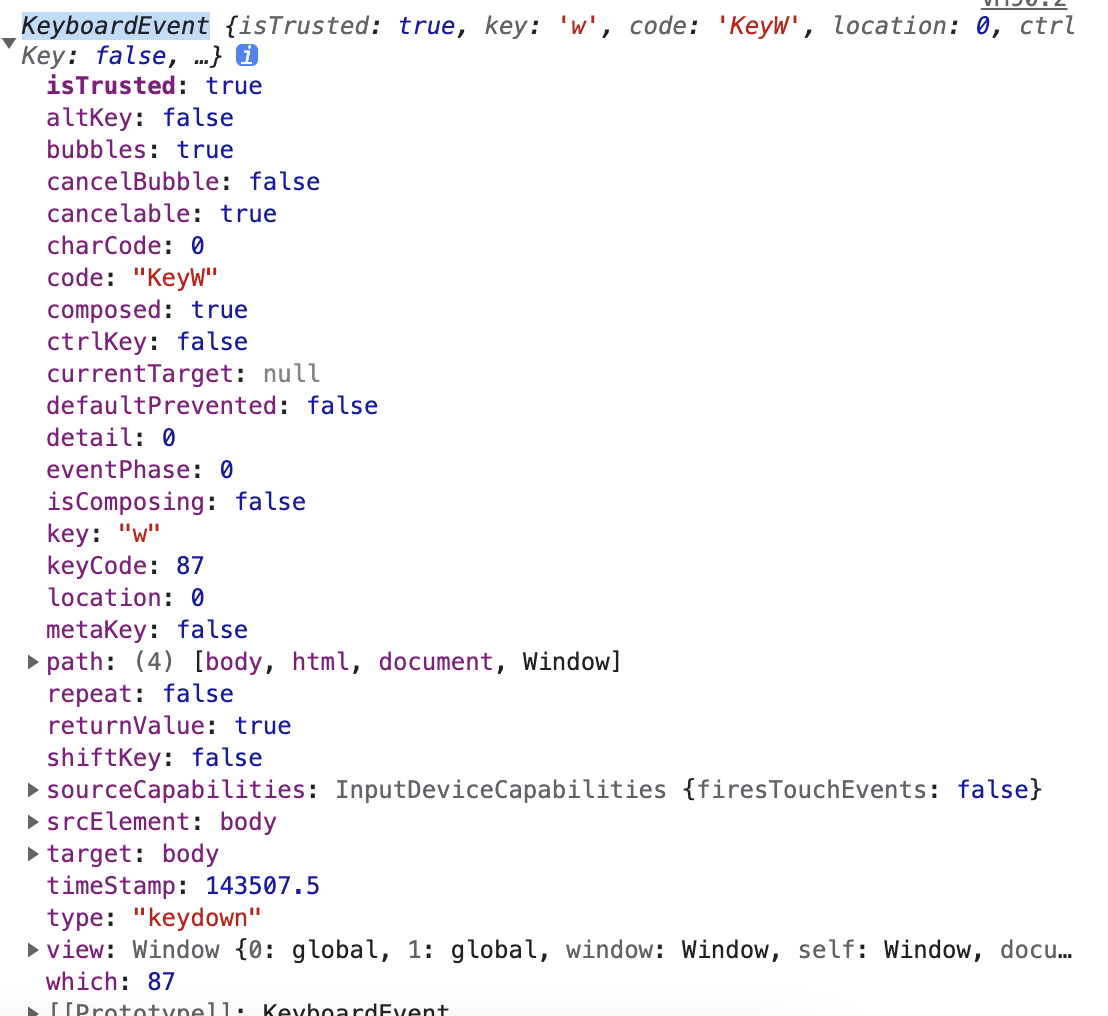 KeyboardEvent {isTrusted: true, key: 'w', code: 'KeyW', location: 0, ctrl
Key: false, …} i
isTrusted: true
altKey: false
bubbles: true
cancelBubble: false
cancelable: true
charCode: 0
code: "KeyW"
composed: true
ctrlKey: false
currentTarget: null
defaultPrevented: false
detail: 0
eventPhase: 0
isComposing: false
key: "w"
keyCode: 87
location: 0
metaKey: false
path: (4) [body, html, document, Window]
repeat: false
returnValue: true
shiftKey: false
sourceCapabilities: InputDeviceCapabilities {firesTouchEvents: false}
srcElement: body
target: body
timeStamp: 143507.5
type: "keydown"
view: Window {0: global, 1: global, window: Window, self: Window, docu…
which: 87
[[Prototype]]: KeyboardEvent